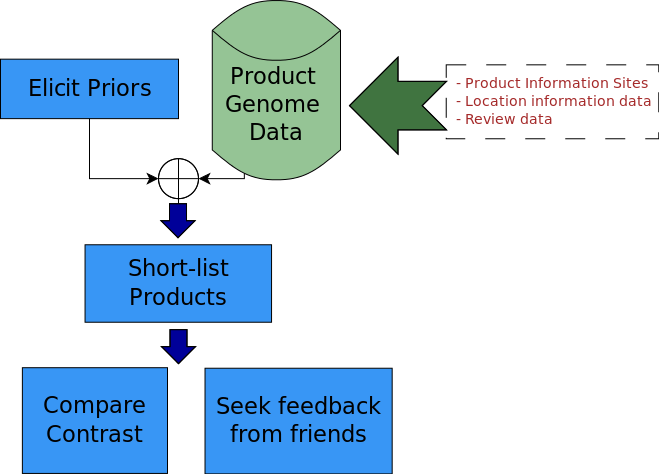 Elicit Priors
Product
Genome
Data
- Product Information Sites
- Location information data
- Review data
Short-list
Products
Compare
Contrast
Seek feedback
from friends